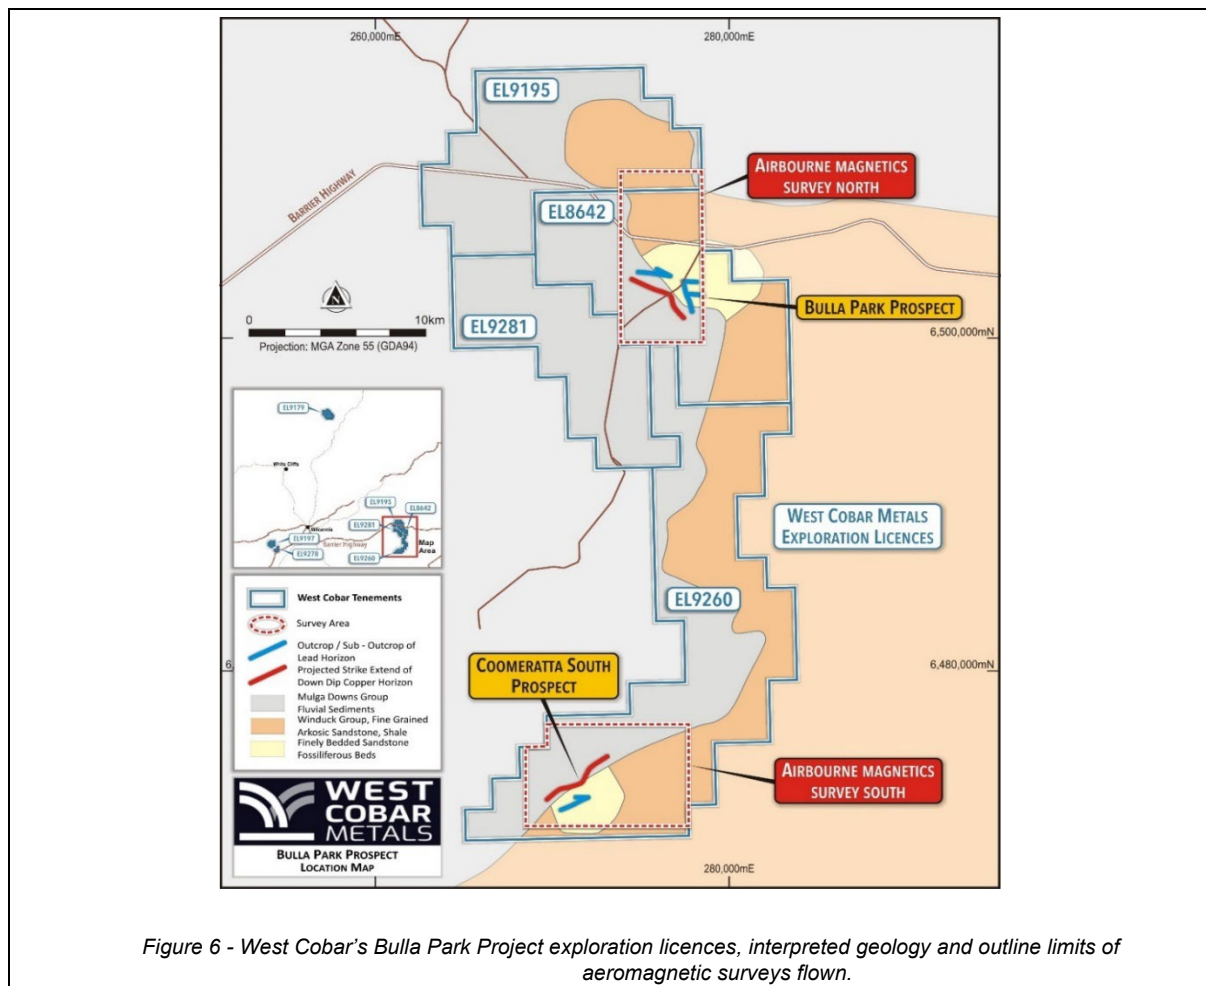 260,000mE
280,000mE
EL9195
AIRBOURNE MAGNETICS
SURVEY NORTH
BARRIER HIGHWAY
EL8642
N
BULLA PARK PROSPECT
0 10km
Projection: MGA Zone 55 (GDA94)
EL9281
6,500,000mN
EL9179
White Cliffs
EL9195
EL8642
EL9281
Wilcannia
EL9197
Barrier Highway
Map
Area
EL9278
EL9260
WEST COBAR METALS
EXPLORATION LICENCES
EL9260
West Cobar Tenements
Survey Area
Outcrop / Sub - Outcrop of
Lead Horizon
Projected Strike Extend of
Down Dip Copper Horizon
Mulga Downs Group
Fluvial Sediments
Winduck Group, Fine Grained
Arkosic Sandstone, Shale
Finely Bedded Sandstone
Fossiliferous Beds
6,
6,480,000mN
COOMERATTA SOUTH
PROSPECT
AIRBOURNE MAGNETICS
SURVEY SOUTH
WEST
COBAR
METALS
BULLA PARK PROSPECT
LOCATION MAP
280,000mE
Figure 6 - West Cobar’s Bulla Park Project exploration licences, interpreted geology and outline limits of
aeromagnetic surveys flown.